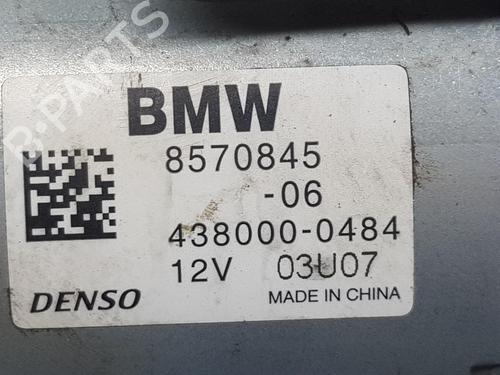 B-PARTS
BMW
8570845
-06
438000-0484
12V 03U07
DENSO MADE IN CHINA